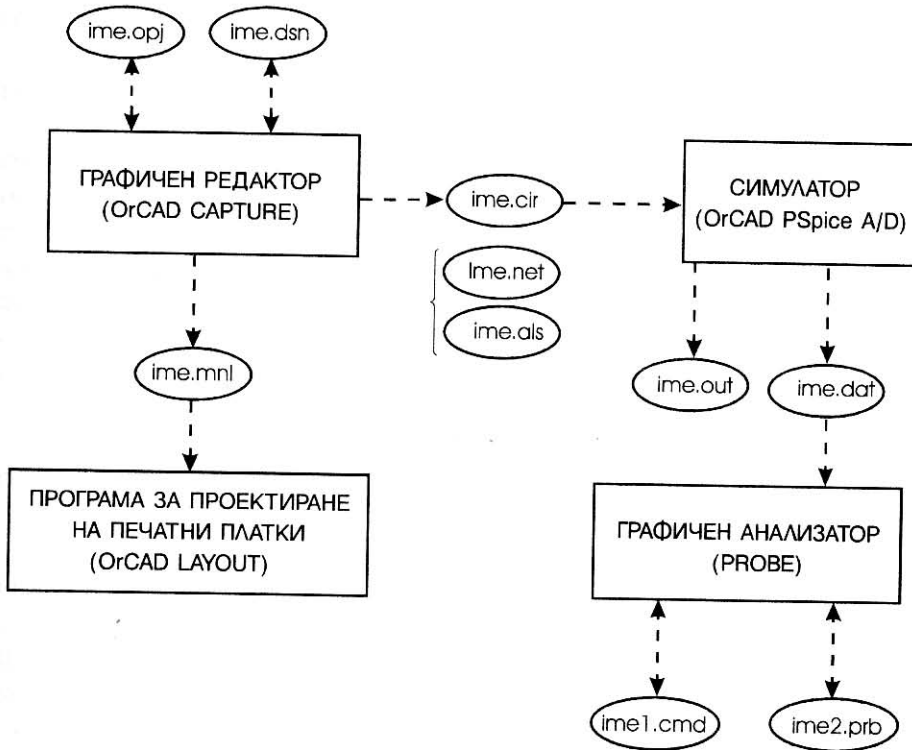 ime.opj
ime.dsn
ГРАФИЧЕН РЕДАКТОР
(OrCAD CAPTURE)
ime.cir
СИМУЛАТОР
(OrCAD PSpice A/D)
Ime.net
ime.als
ime.mnl
ime.out
ime.dat
ПРОГРАМА ЗА ПРОЕКТИРАНЕ
НА ПЕЧАТНИ ПЛАТКИ
(OrCAD LAYOUT)
ГРАФИЧЕН АНАЛИЗАТОР
(PROBE)
ime1.cmd
ime2.prb